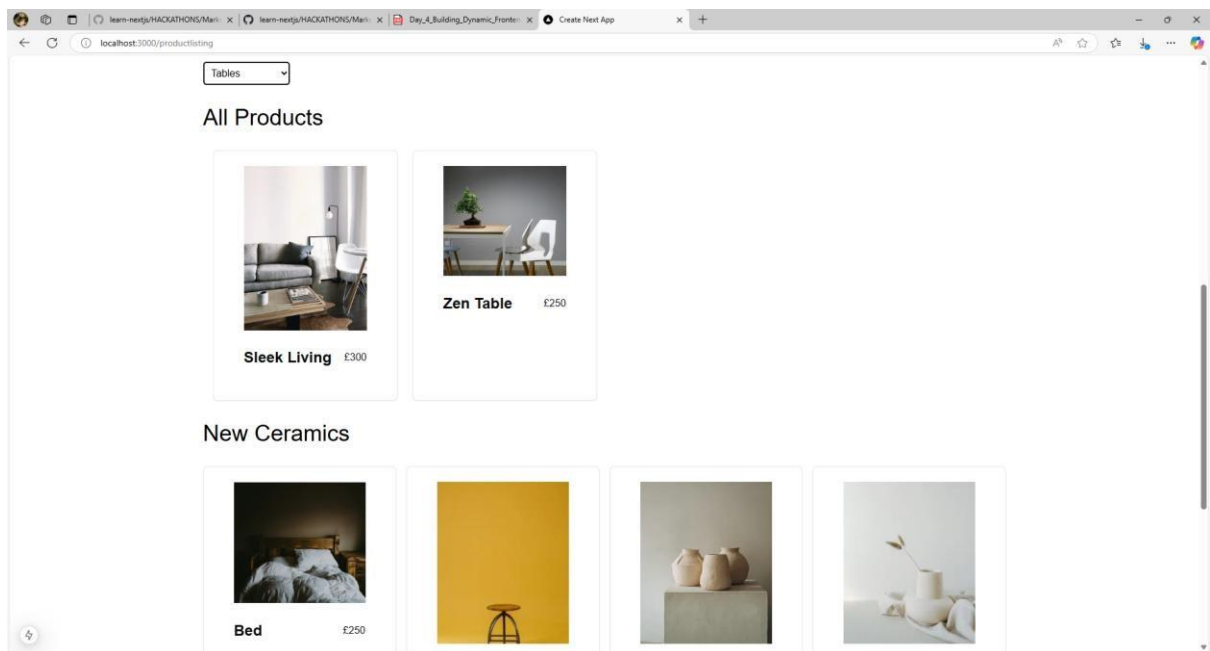 learn-nextjs/HACKATHONS/Mark
learn-nextjs/HACKATHONS/Mark
Day_4_Building_Dynamic_Fronten
Create Next App
localhost:3000/productlisting
Tables
All Products
Zen Table £250
Sleek Living £300
New Ceramics
Bed £250